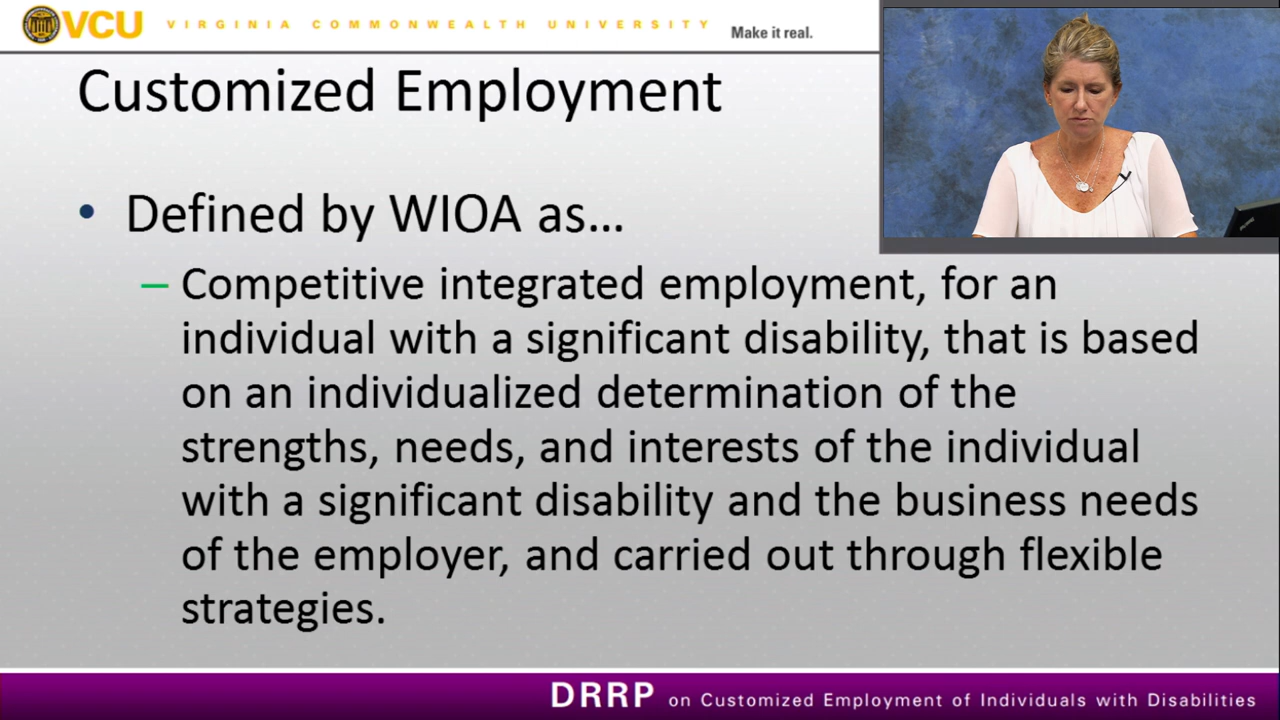 VCU VIRGINIA COMMONWEALTH UNIVERSITY Make it real.
Customized Employment
• Defined by WIOA as…
– Competitive integrated employment, for an
individual with a significant disability, that is based
on an individualized determination of the
strengths, needs, and interests of the individual
with a significant disability and the business needs
of the employer, and carried out through flexible
strategies.
DRRP on Customized Employment of Individuals with Disabilities